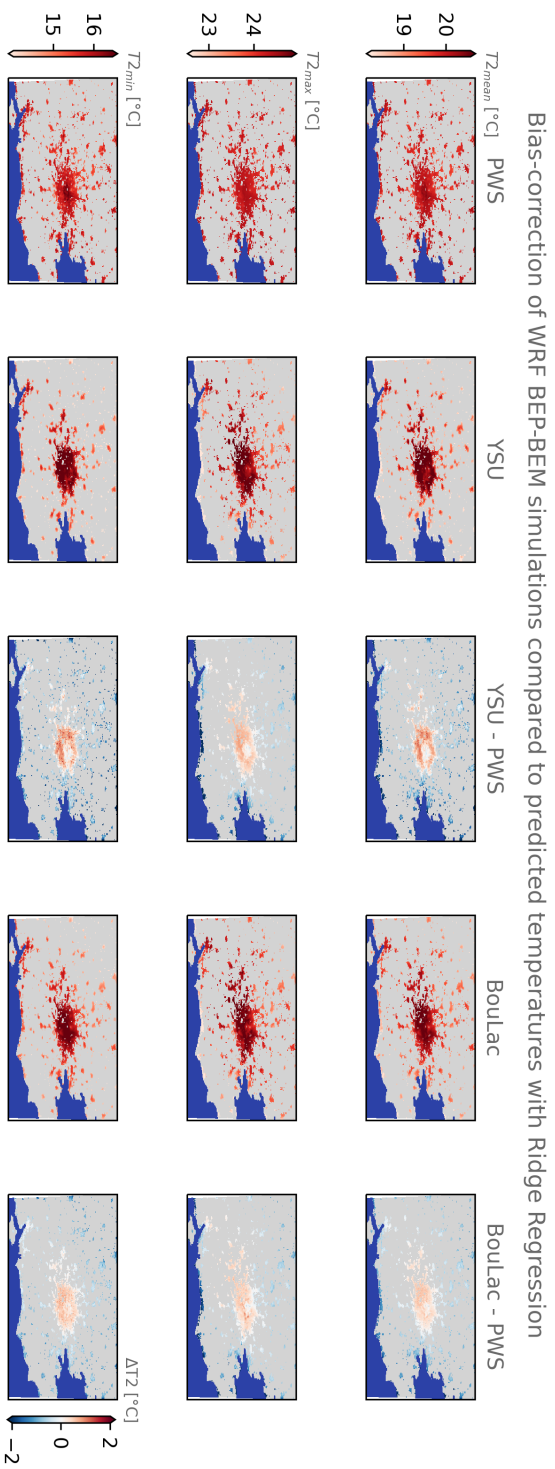 Bias-correction of WRF BEP-BEM simulations compared to predicted temperatures with Ridge Regression
PWS
YSU
YSU - PWS
BouLac
BouLac - PWS
T2mean [°C]
20
19
T2max [°C]
24
23
T2min [°C]
16
15
ΔT2 [°C]
2
0
−2